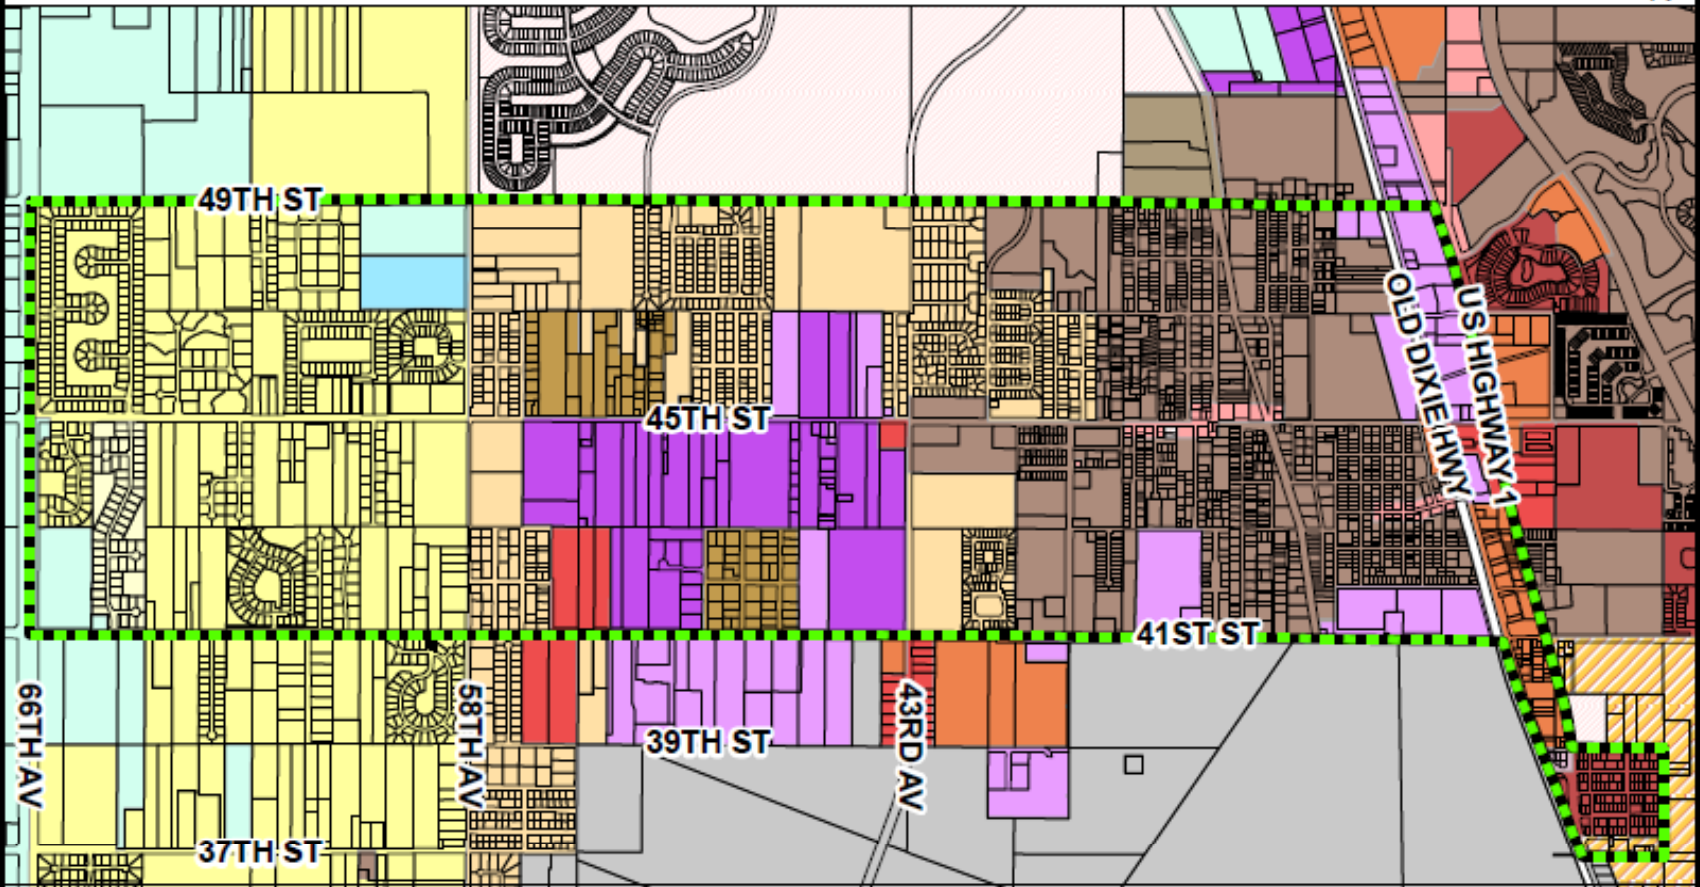 49TH ST
OLD DIXIE HWY
US HIGHWAY 1
45TH ST
41ST ST
66TH AV
58TH AV
39TH ST
43RD AV
37TH ST